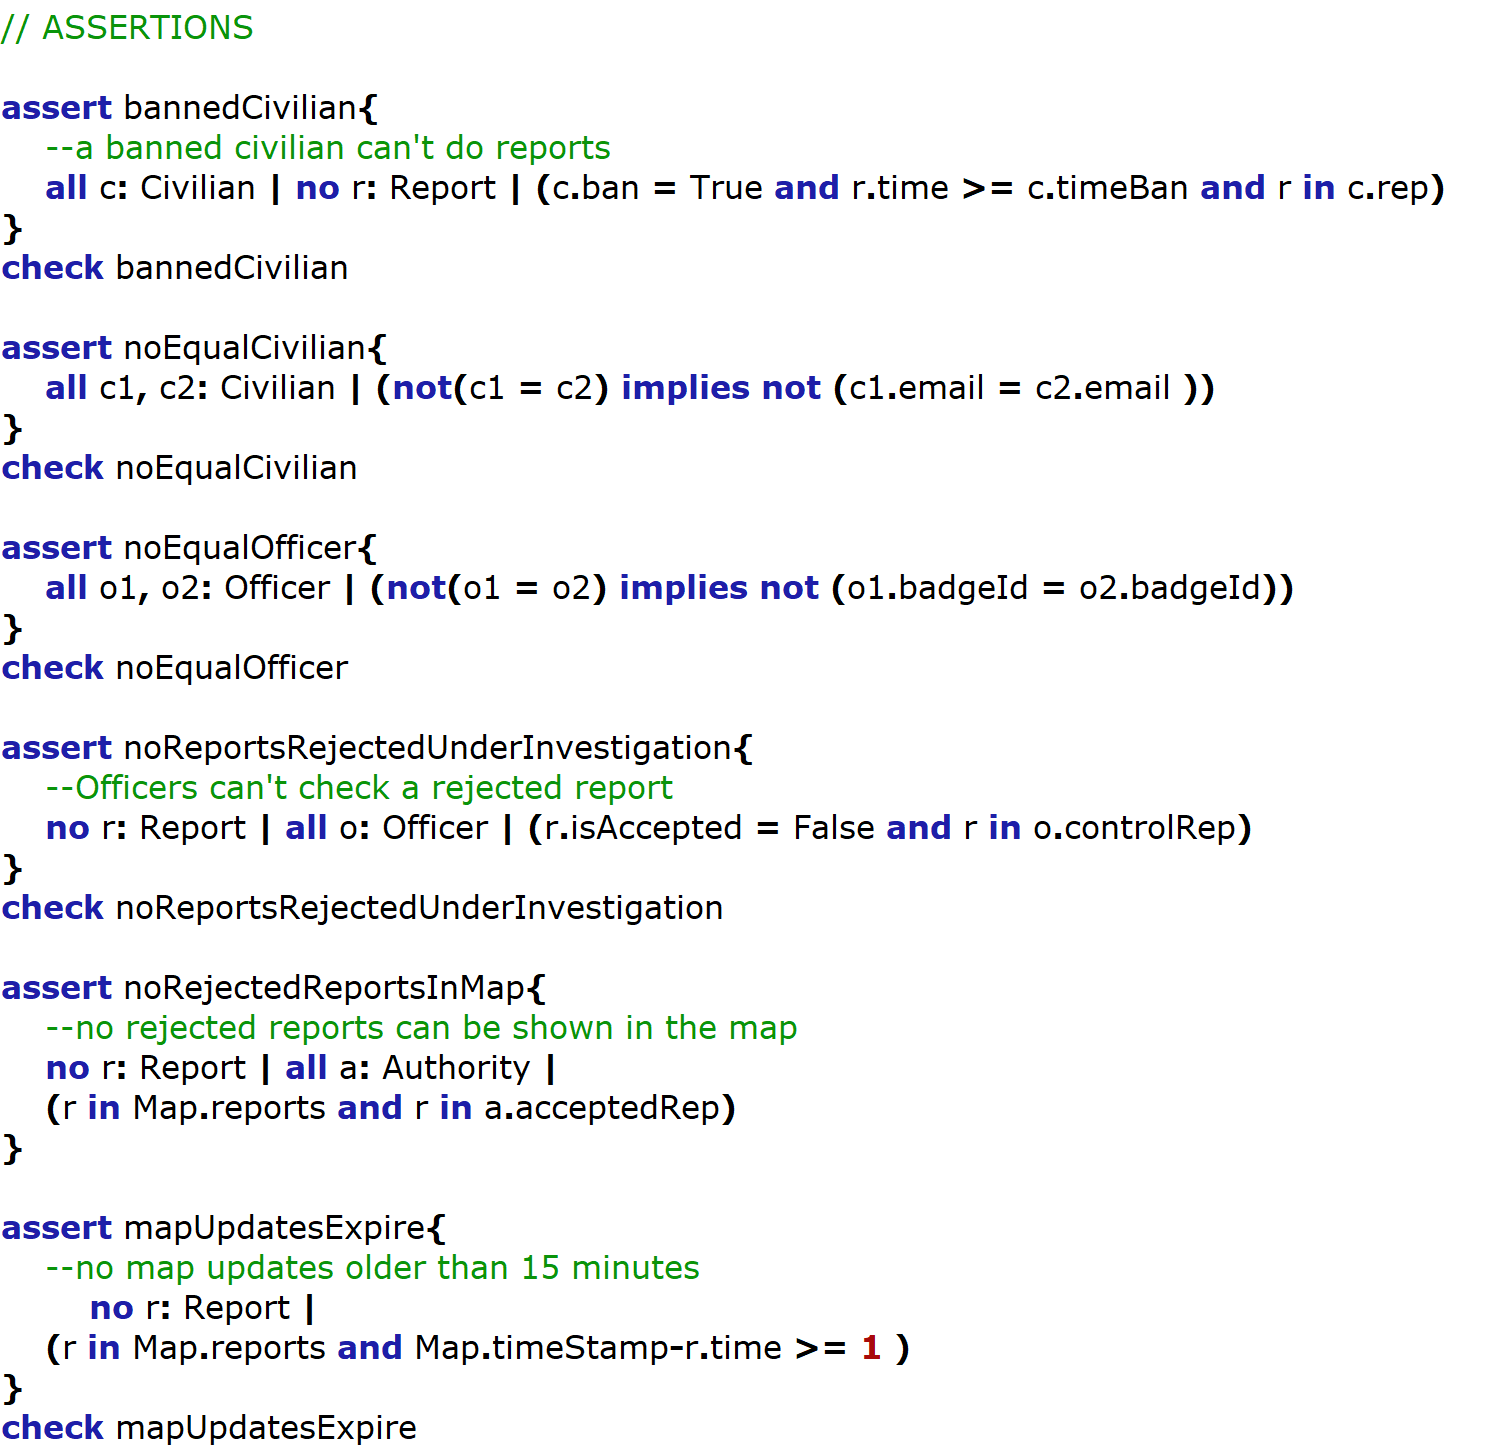 // ASSERTIONS
assert bannedCivilian{
--a banned civilian can't do reports
all c: Civilian | no r: Report | (c.ban = True and r.time >= c.timeBan and r in c.rep)
}
check bannedCivilian
assert noEqualCivilian{
all c1, c2: Civilian | (not(c1 = c2) implies not (c1.email = c2.email ))
}
check noEqualCivilian
assert noEqualOfficer{
all o1, o2: Officer | (not(o1 = o2) implies not (o1.badgeId = o2.badgeId))
}
check noEqualOfficer
assert noReportsRejectedUnderInvestigation{
--Officers can't check a rejected report
no r: Report | all o: Officer | (r.isAccepted = False and r in o.controlRep)
}
check noReportsRejectedUnderInvestigation
assert noRejectedReportsInMap{
--no rejected reports can be shown in the map
no r: Report | all a: Authority |
(r in Map.reports and r in a.acceptedRep)
}
assert mapUpdatesExpire{
--no map updates older than 15 minutes
no r: Report |
(r in Map.reports and Map.timeStamp-r.time >= 1 )
}
check mapUpdatesExpire